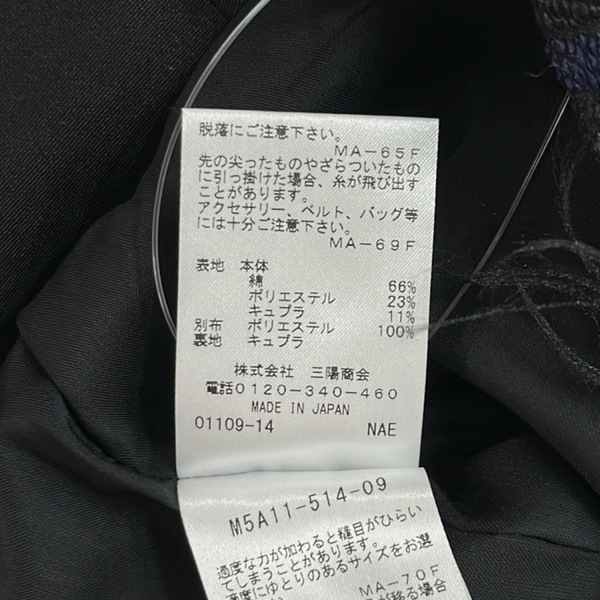 脱落にご注意下さい。
MA-65F
先の尖ったものやざらついたもの
に引っ掛けた場合、糸が飛び出す
ことがあります。
アクセサリー、ベルト、バッグ等
には十分ご注意下さい。
MA-69F
表地 本体
綿 66%
ポリエステル 23%
キュプラ 11%
別布 ポリエステル 100%
裏地 キュプラ
株式会社 三陽商会
電話0120-340-460
MADE IN JAPAN
01109-14 NAE
M5A11-514-09
過度な力が加わると縫目がひらい
てしまうことがあります。
適度にゆとりのあるサイズをお選
MA-70F
が移る場合